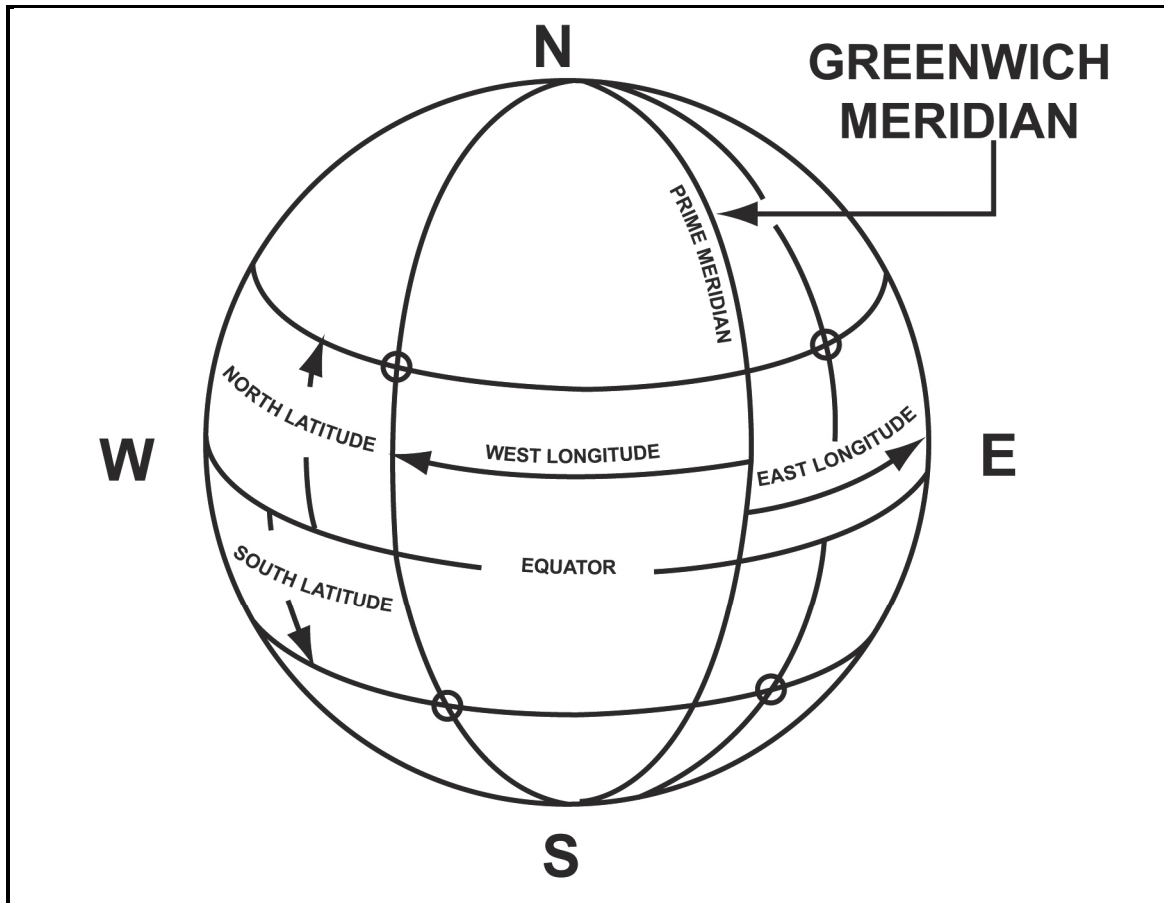 N
GREENWICH
MERIDIAN
PRIME MERIDIAN
NORTH LATITUDE
W
WEST LONGITUDE
EAST LONGITUDE
E
EQUATOR
SOUTH LATITUDE
S